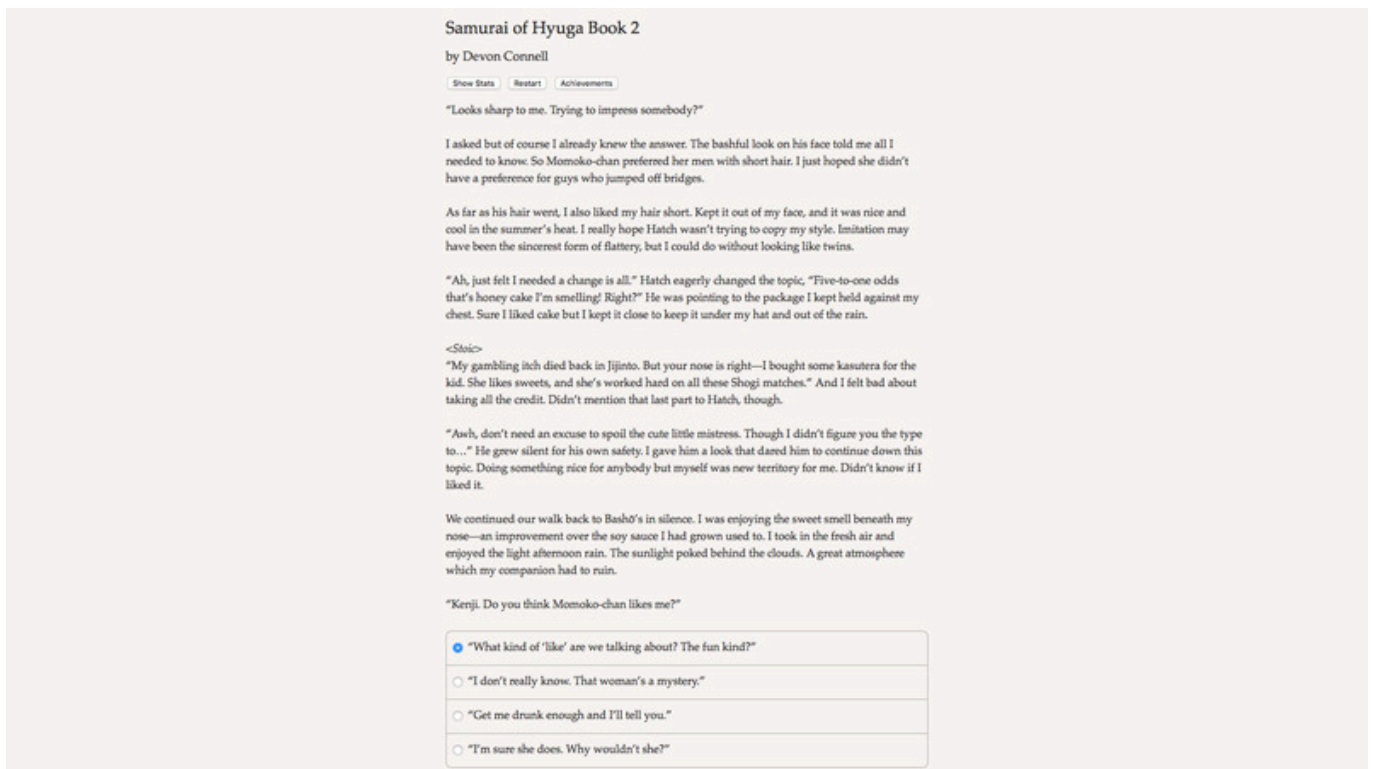 Samurai of Hyuga Book 2
by Devon Connell
Show Stats Restart Achievements
“Looks sharp to me. Trying to impress somebody?”
I asked but of course I already knew the answer. The bashful look on his face told me all I
needed to know. So Momoko-chan preferred her men with short hair. I just hoped she didn’t
have a preference for guys who jumped off bridges.
As far as his hair went, I also liked my hair short. Kept it out of my face, and it was nice and
cool in the summer’s heat. I really hope Hatch wasn’t trying to copy my style. Imitation may
have been the sincerest form of flattery, but I could do without looking like twins.
“Ah, just felt I needed a change is all.” Hatch eagerly changed the topic, “Five-to-one odds
that’s honey cake I’m smelling! Right?” He was pointing to the package I kept held against my
chest. Sure I liked cake but I kept it close to keep it under my hat and out of the rain.
<Stoic>
“My gambling itch died back in Jijinto. But your nose is right—I bought some kasutera for the
kid. She likes sweets, and she’s worked hard on all these Shogi matches.” And I felt bad about
taking all the credit. Didn’t mention that last part to Hatch, though.
“Awh, don’t need an excuse to spoil the cute little mistress. Though I didn’t figure you the type
to…” He grew silent for his own safety. I gave him a look that dared him to continue down this
topic. Doing something nice for anybody but myself was new territory for me. Didn’t know if I
liked it.
We continued our walk back to Bashō’s in silence. I was enjoying the sweet smell beneath my
nose—an improvement over the soy sauce I had grown used to. I took in the fresh air and
enjoyed the light afternoon rain. The sunlight poked behind the clouds. A great atmosphere
which my companion had to ruin.
“Kenji. Do you think Momoko-chan likes me?”
“What kind of ‘like’ are we talking about? The fun kind?”
“I don’t really know. That woman’s a mystery.”
“Get me drunk enough and I’ll tell you.”
“I’m sure she does. Why wouldn’t she?”